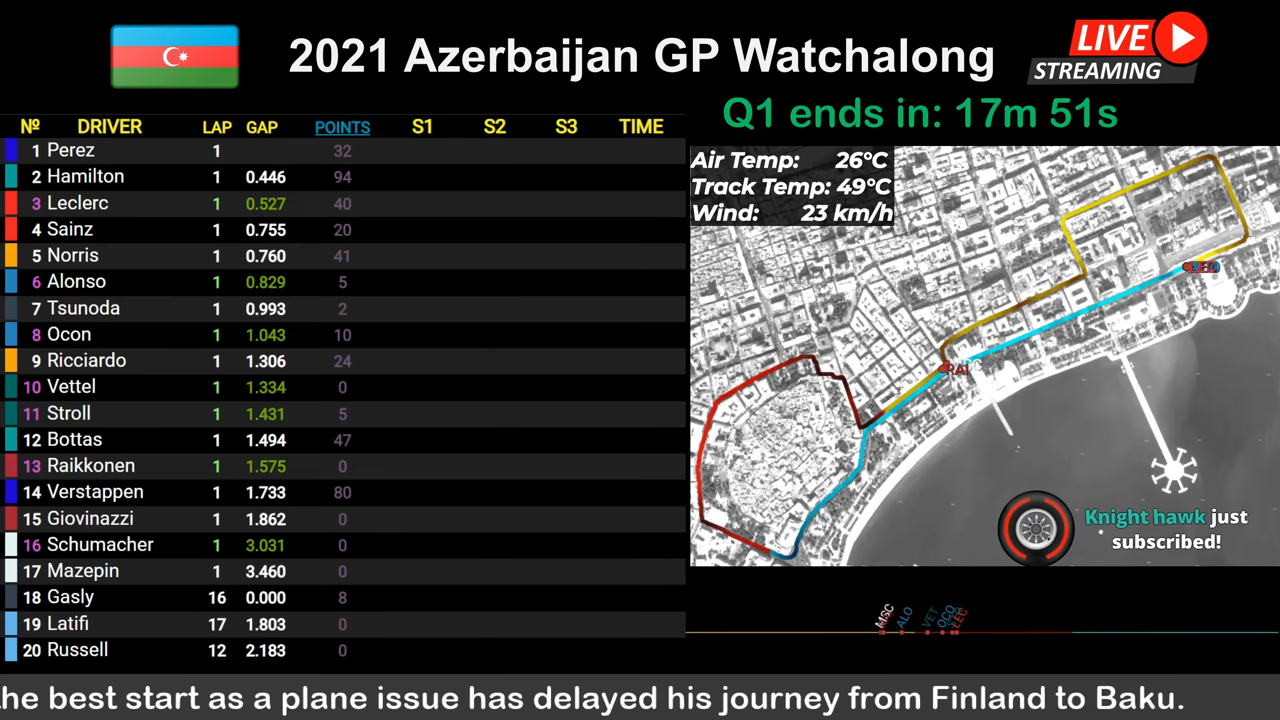 2021 Azerbaijan GP Watchalong
LIVE
STREAMING
Q1 ends in: 17m 51s
Nº DRIVER LAP GAP POINTS S1 S2 S3 TIME
1 Perez 1 32
2 Hamilton 1 0.446 94
3 Leclerc 1 0.527 40
4 Sainz 1 0.755 20
5 Norris 1 0.760 41
6 Alonso 1 0.829 5
7 Tsunoda 1 0.993 2
8 Ocon 1 1.043 10
9 Ricciardo 1 1.306 24
10 Vettel 1 1.334 0
11 Stroll 1 1.431 5
12 Bottas 1 1.494 47
13 Raikkonen 1 1.575 0
14 Verstappen 1 1.733 80
15 Giovinazzi 1 1.862 0
16 Schumacher 1 3.031 0
17 Mazepin 1 3.460 0
18 Gasly 16 0.000 8
19 Latifi 17 1.803 0
20 Russell 12 2.183 0
Air Temp: 26°C
Track Temp: 49°C
Wind: 23 km/h
RAI
Knight hawk just
subscribed!
MSC ALO VET OCO LEC
the best start as a plane issue has delayed his journey from Finland to Baku.